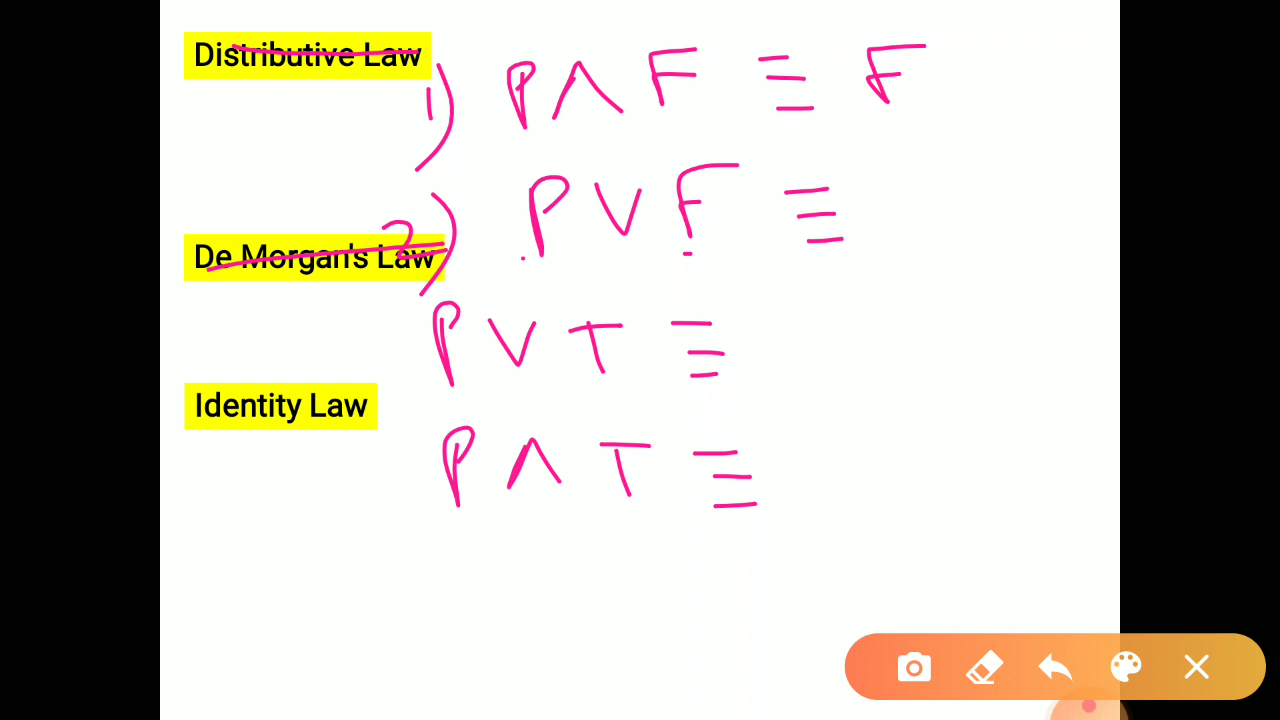 Distributive Law
1) P ∧ F ≡ F
2) P ∨ F ≡
De Morgan's Law
P ∨ T ≡
Identity Law
P ∧ T ≡